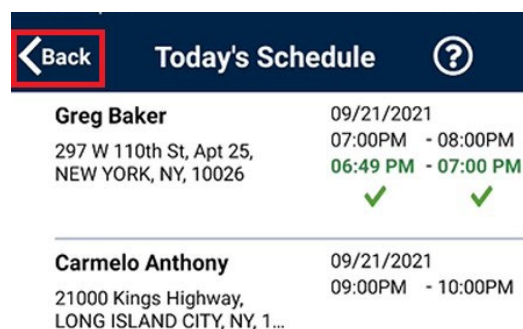 Back Today's Schedule ?
Greg Baker 09/21/2021
297 W 110th St, Apt 25, 07:00PM - 08:00PM
NEW YORK, NY, 10026 06:49 PM - 07:00 PM
Carmelo Anthony 09/21/2021
21000 Kings Highway, 09:00PM - 10:00PM
LONG ISLAND CITY, NY, 1...